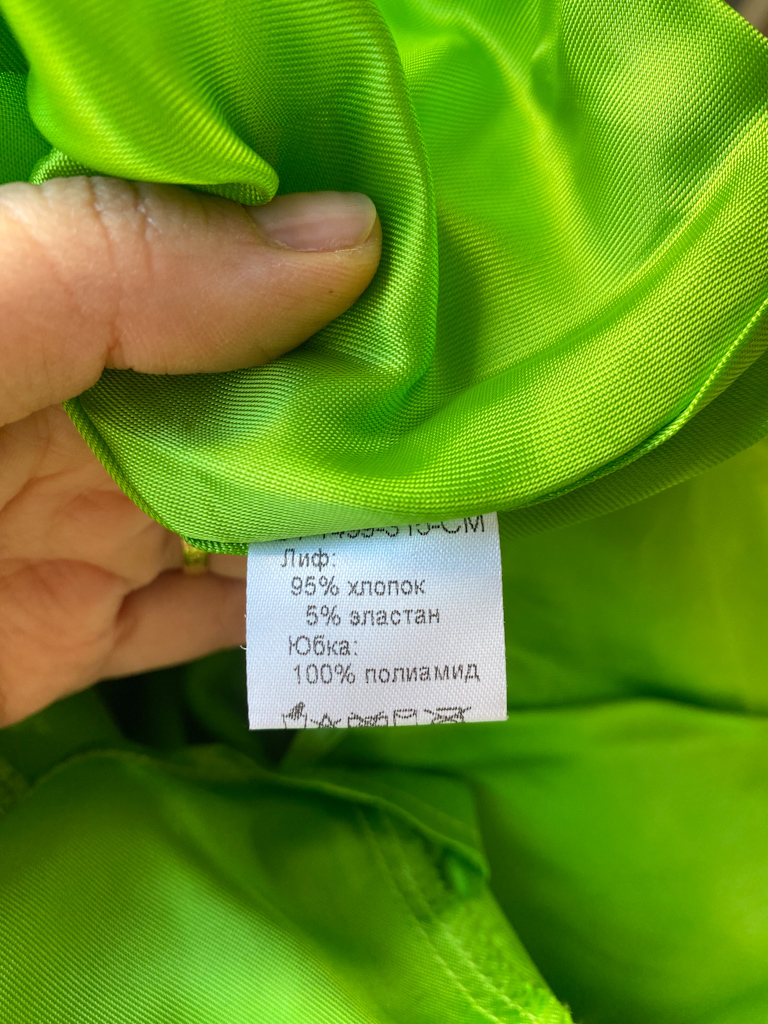 Лиф:
95% хлопок
5% эластан
Юбка:
100% полиамид